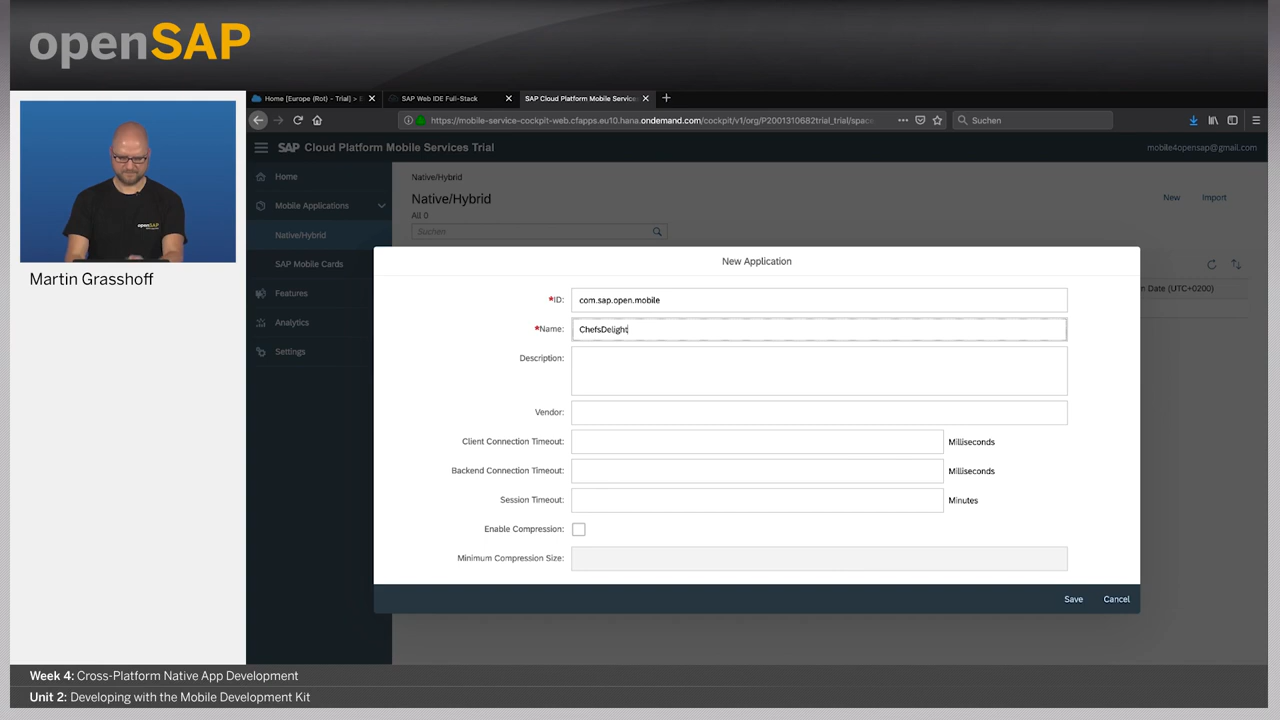 openSAP
Home [Europe (Rot) - Trial] >
SAP Web IDE Full-Stack
SAP Cloud Platform Mobile Services
https://mobile-service-cockpit-web.cfapps.eu10.hana.ondemand.com/cockpit/v1/org/P2001310682trial_trial/space
Suchen
SAP Cloud Platform Mobile Services Trial
mobile4opensap@gmail.com
Home
Mobile Applications
Native/Hybrid
SAP Mobile Cards
Features
Analytics
Settings
Native/Hybrid
Native/Hybrid
New
Import
All 0
Suchen
n Date (UTC+0200)
New Application
*ID:
com.sap.open.mobile
*Name:
ChefsDelight
Description:
Vendor:
Client Connection Timeout:
Milliseconds
Backend Connection Timeout:
Milliseconds
Session Timeout:
Minutes
Enable Compression:
Minimum Compression Size:
Save
Cancel
openSAP
Martin Grasshoff
Week 4: Cross-Platform Native App Development
Unit 2: Developing with the Mobile Development Kit